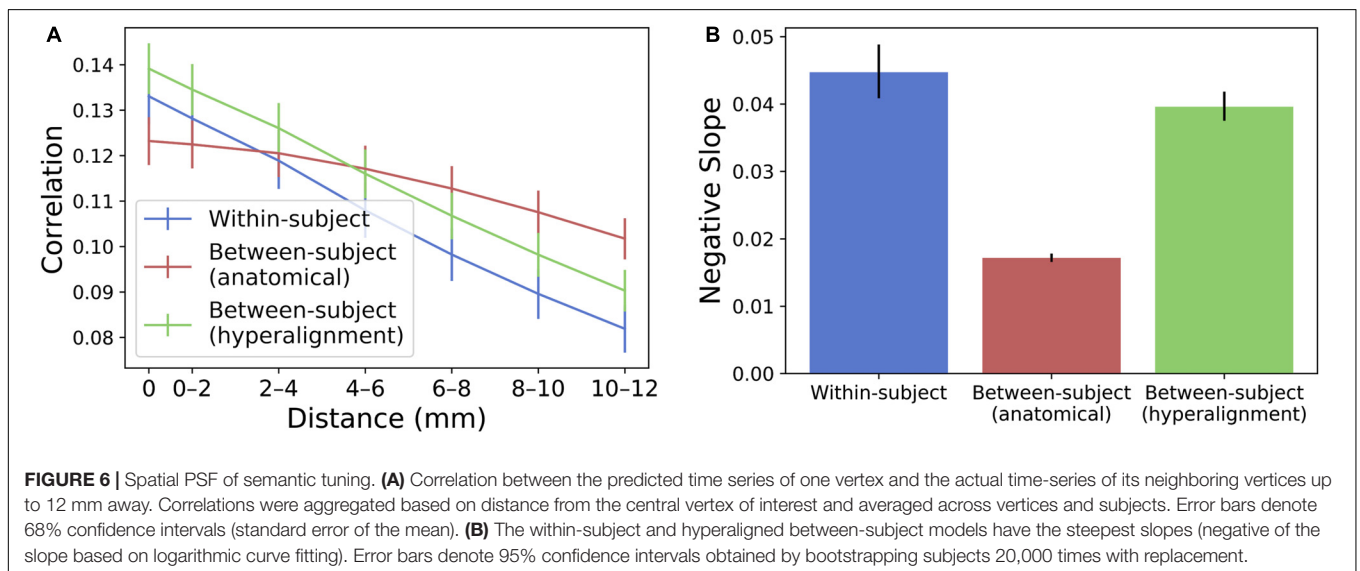 A
Correlation
0.14
0.13
0.12
0.11
0.10
0.09
0.08
Within-subject
Between-subject
(anatomical)
Between-subject
(hyperalignment)
0 0–2 2–4 4–6 6–8 8–10 10–12
Distance (mm)
B
Negative Slope
0.05
0.04
0.03
0.02
0.01
0.00
Within-subject
Between-subject
(anatomical)
Between-subject
(hyperalignment)
FIGURE 6 | Spatial PSF of semantic tuning. (A) Correlation between the predicted time series of one vertex and the actual time-series of its neighboring vertices up
to 12 mm away. Correlations were aggregated based on distance from the central vertex of interest and averaged across vertices and subjects. Error bars denote
68% confidence intervals (standard error of the mean). (B) The within-subject and hyperaligned between-subject models have the steepest slopes (negative of the
slope based on logarithmic curve fitting). Error bars denote 95% confidence intervals obtained by bootstrapping subjects 20,000 times with replacement.